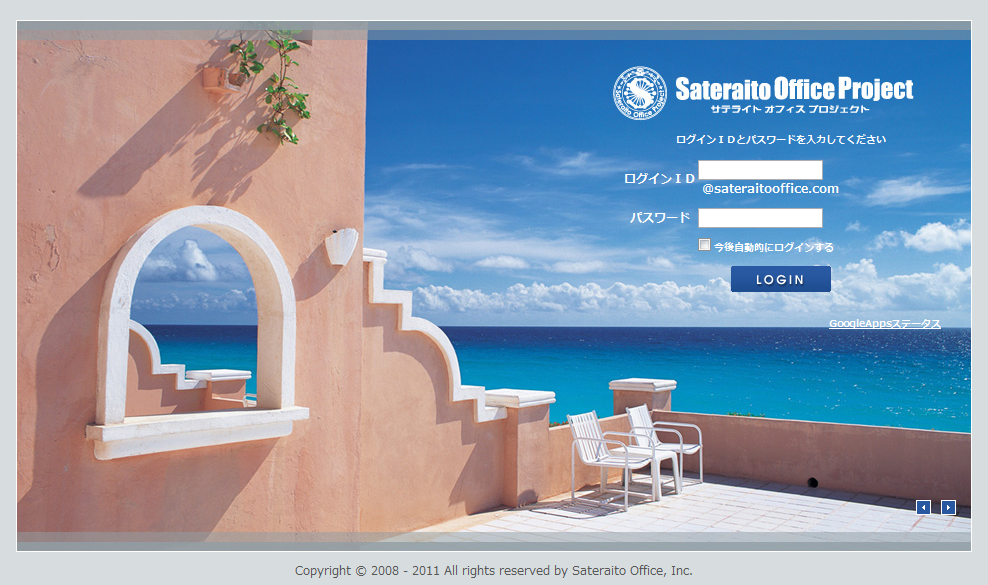 Sateraito Office Project
サテライト オフィス プロジェクト
ログインＩＤとパスワードを入力してください
ログインＩＤ
@sateraitooffice.com
パスワード
今後自動的にログインする
LOGIN
GoogleAppsステータス
Copyright © 2008 - 2011 All rights reserved by Sateraito Office, Inc.